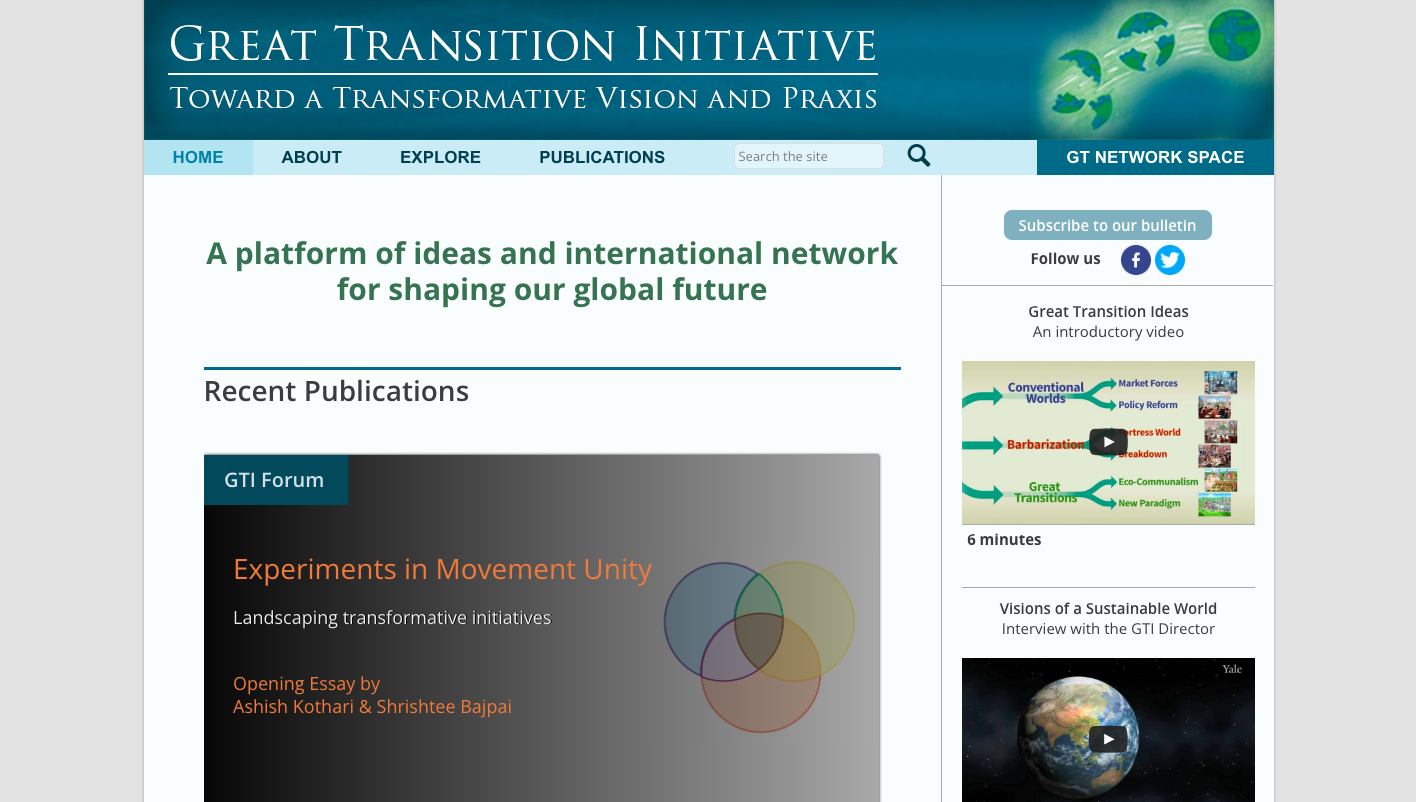 GREAT TRANSITION INITIATIVE
TOWARD A TRANSFORMATIVE VISION AND PRAXIS
HOME
ABOUT
EXPLORE
PUBLICATIONS
Search the site
GT NETWORK SPACE
A platform of ideas and international network
for shaping our global future
Recent Publications
GTI Forum
Experiments in Movement Unity
Landscaping transformative initiatives
Opening Essay by
Ashish Kothari & Shrishtee Bajpai
Subscribe to our bulletin
Follow us
Great Transition Ideas
An introductory video
Conventional
Worlds
Market Forces
Policy Reform
Barbarization
ortress World
Breakdown
Great
Transitions
Eco-Communalism
New Paradigm
6 minutes
Visions of a Sustainable World
Interview with the GTI Director
Yale